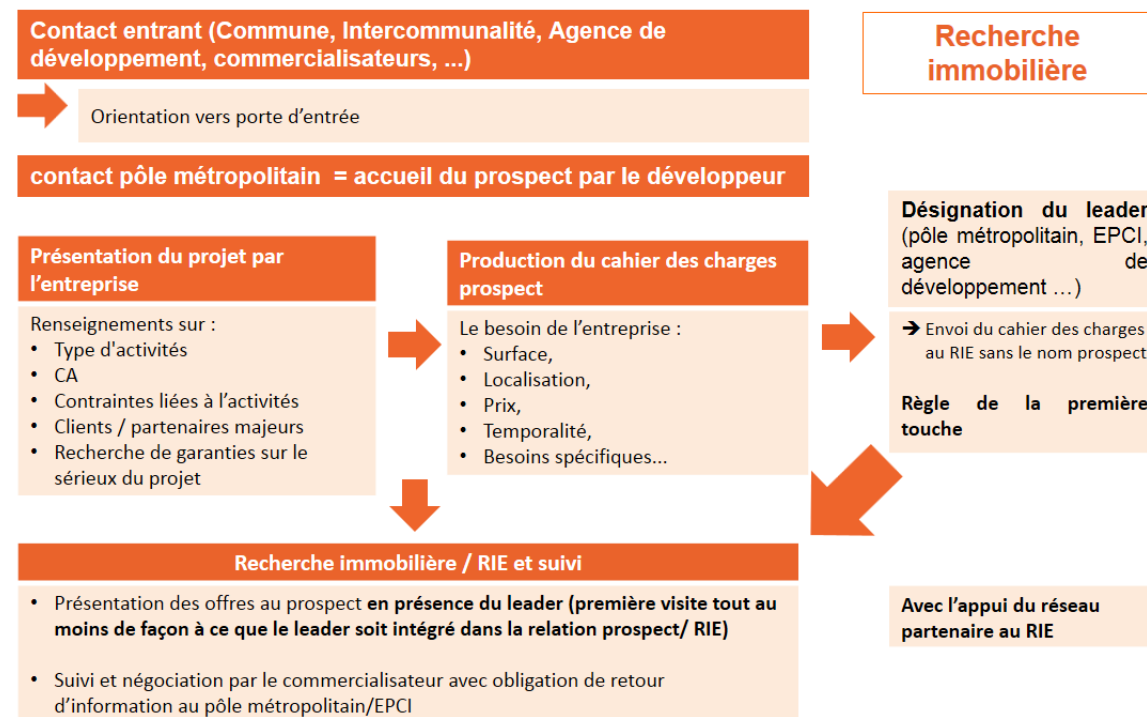 Contact entrant (Commune, Intercommunalité, Agence de
développement, commercialisateurs, ...)
Recherche
immobilière
Orientation vers porte d’entrée
contact pôle métropolitain = accueil du prospect par le développeur
Présentation du projet par
l’entreprise
Renseignements sur :
• Type d'activités
• CA
• Contraintes liées à l’activités
• Clients / partenaires majeurs
• Recherche de garanties sur le
sérieux du projet
Production du cahier des charges
prospect
Le besoin de l’entreprise :
• Surface,
• Localisation,
• Prix,
• Temporalité,
• Besoins spécifiques...
Désignation du leader
(pôle métropolitain, EPCI,
agence de
développement …)
➔ Envoi du cahier des charges
au RIE sans le nom prospect
Règle de la première
touche
Recherche immobilière / RIE et suivi
• Présentation des offres au prospect en présence du leader (première visite tout au
moins de façon à ce que le leader soit intégré dans la relation prospect/ RIE)
• Suivi et négociation par le commercialisateur avec obligation de retour
d’information au pôle métropolitain/EPCI
Avec l’appui du réseau
partenaire au RIE